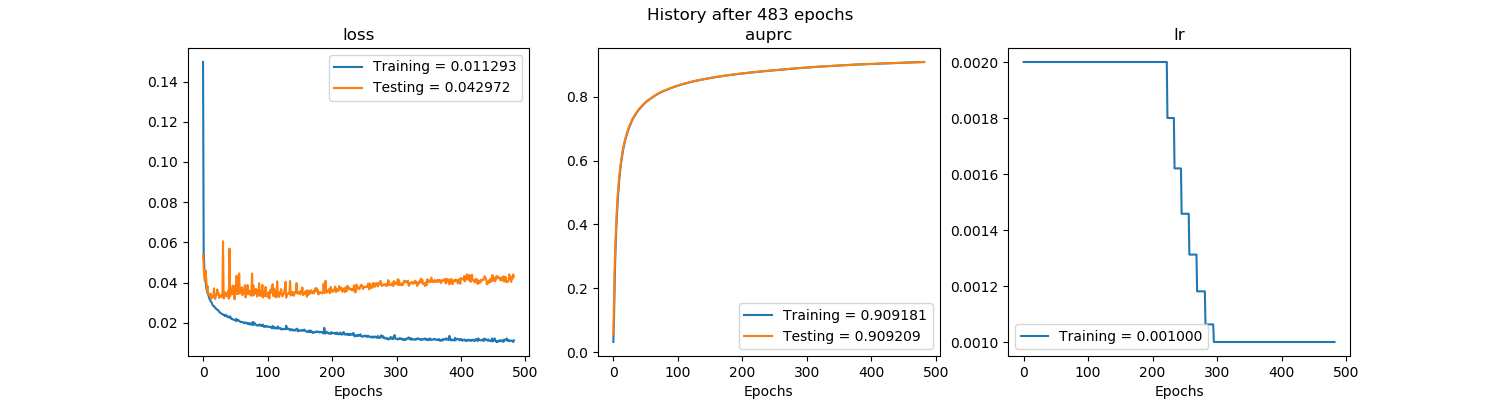 History after 483 epochs
loss
Training = 0.011293
Testing = 0.042972
0.14
0.12
0.10
0.08
0.06
0.04
0.02
0 100 200 300 400 500
Epochs
auprc
0.8
0.6
0.4
0.2
0.0
Training = 0.909181
Testing = 0.909209
0 100 200 300 400 500
Epochs
lr
0.0020
0.0018
0.0016
0.0014
0.0012
0.0010
Training = 0.001000
0 100 200 300 400 500
Epochs